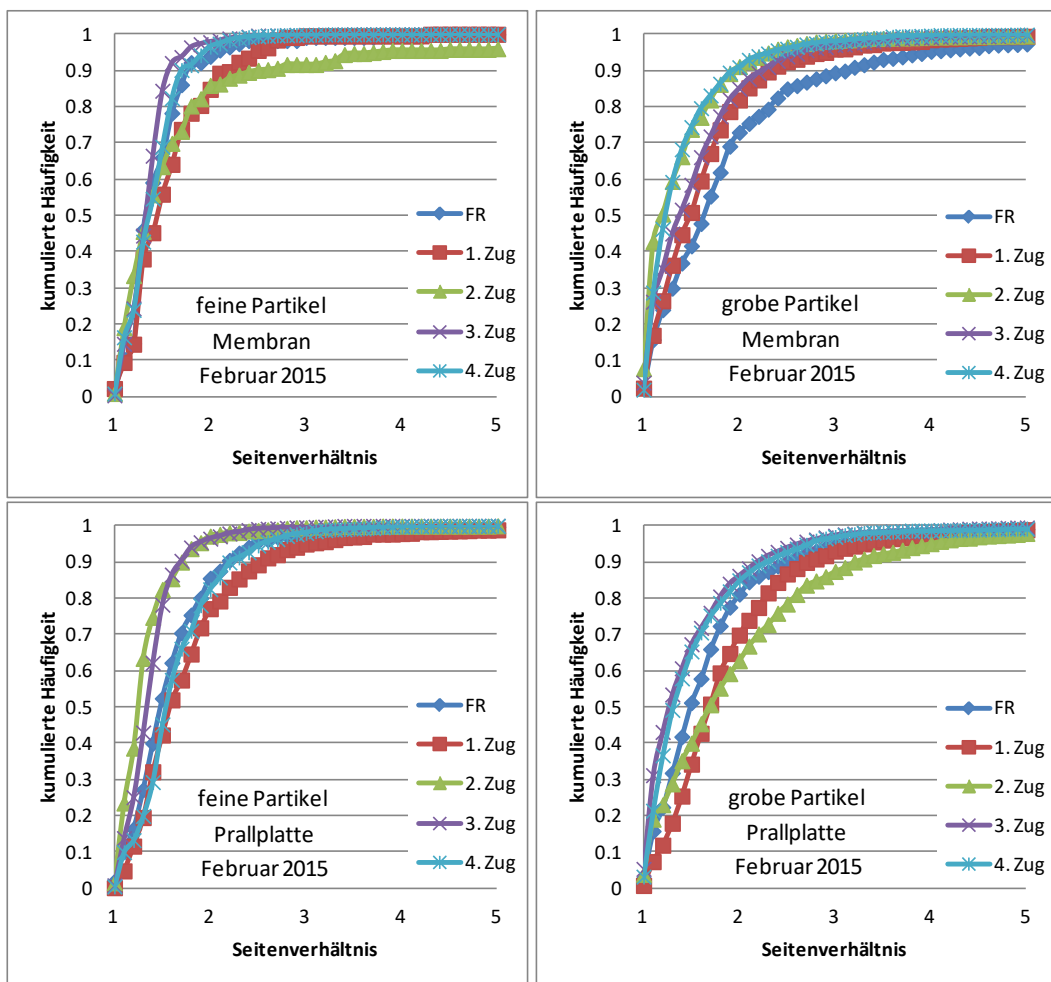 kumulierte Häufigkeit
1
0.9
0.8
0.7
0.6
0.5
0.4
0.3
0.2
0.1
0
1 2 3 4 5
Seitenverhältnis
feine Partikel
Membran
Februar 2015
FR
1. Zug
2. Zug
3. Zug
4. Zug
kumulierte Häufigkeit
1
0.9
0.8
0.7
0.6
0.5
0.4
0.3
0.2
0.1
0
1 2 3 4 5
Seitenverhältnis
grobe Partikel
Membran
Februar 2015
FR
1. Zug
2. Zug
3. Zug
4. Zug
kumulierte Häufigkeit
1
0.9
0.8
0.7
0.6
0.5
0.4
0.3
0.2
0.1
0
1 2 3 4 5
Seitenverhältnis
feine Partikel
Prallplatte
Februar 2015
FR
1. Zug
2. Zug
3. Zug
4. Zug
kumulierte Häufigkeit
1
0.9
0.8
0.7
0.6
0.5
0.4
0.3
0.2
0.1
0
1 2 3 4 5
Seitenverhältnis
grobe Partikel
Prallplatte
Februar 2015
FR
1. Zug
2. Zug
3. Zug
4. Zug